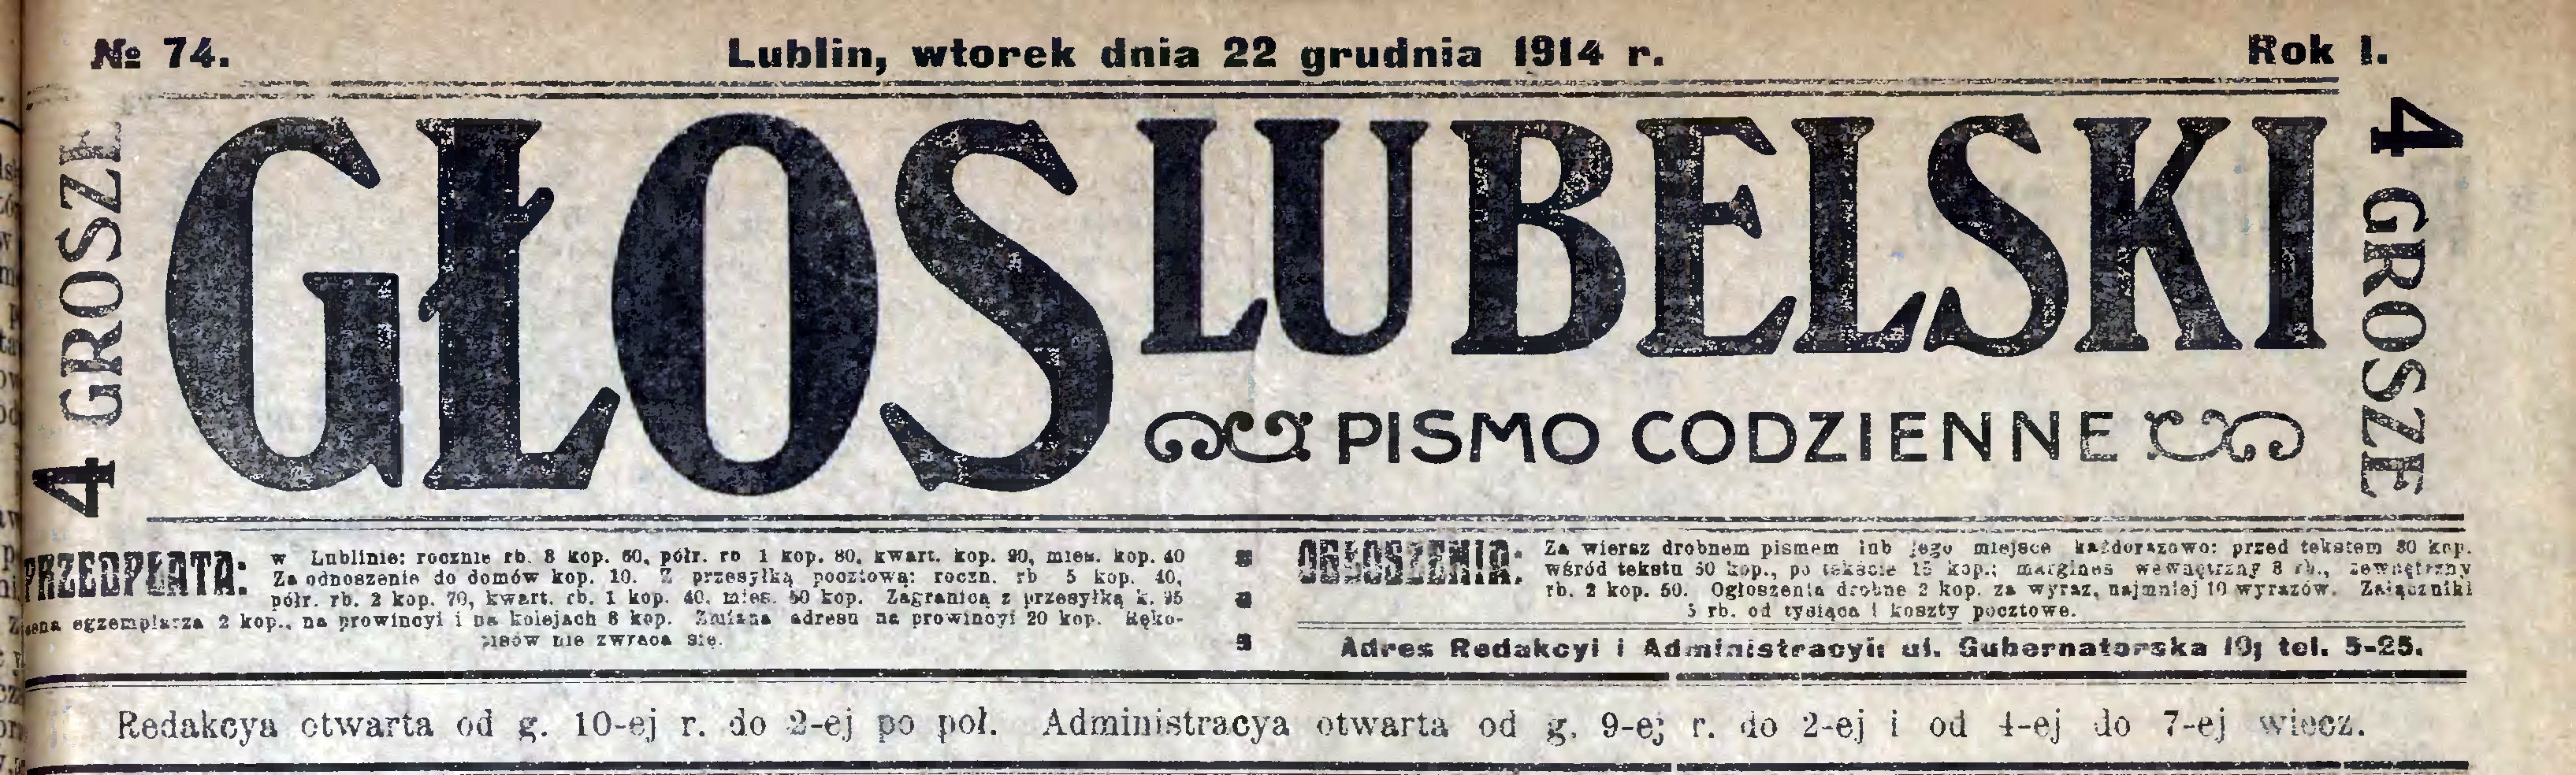 № 74.
Lublin, wtorek dnia 22 grudnia 1914 r.
Rok I.
4 GROSZE
GŁOS LUBELSKI
4 GROSZE
PISMO CODZIENNE
PRZEDPŁATA: w Lublinie: rocznie rb. 3 kop. 60, półr. rb 1 kop. 80, kwart. kop. 90, mies. kop. 40
Za odnoszenie do domów kop. 10. Z przesyłką pocztową: roczn. rb 5 kop. 40,
półr. rb. 2 kop. 70, kwart. rb. 1 kop. 40. mies. 50 kop. Zagranicą z przesyłką k. 95
Cena egzemplarza 2 kop., na prowincyi i na kolejach 3 kop. Zmiana adresu na prowincyi 20 kop. Ręko-
pisów nie zwraca się.
OGŁOSZENIA: Za wiersz drobnem pismem lub jego miejsce każdorazowo: przed tekstem 30 kop.
wśród tekstu 50 kop., po tekście 15 kop.; margines wewnętrzny 3 rb., zewnętrzny
rb. 2 kop. 50. Ogłoszenia drobne 2 kop. za wyraz, najmniej 10 wyrazów. Załączniki
5 rb. od tysiąca i koszty pocztowe.
Adres Redakcyi i Administracyi: ul. Gubernatorska 10; tel. 5-25.
Redakcya otwarta od g. 10-ej r. do 2-ej po poł. Administracya otwarta od g. 9-ej r. do 2-ej i od 4-ej do 7-ej wiecz.